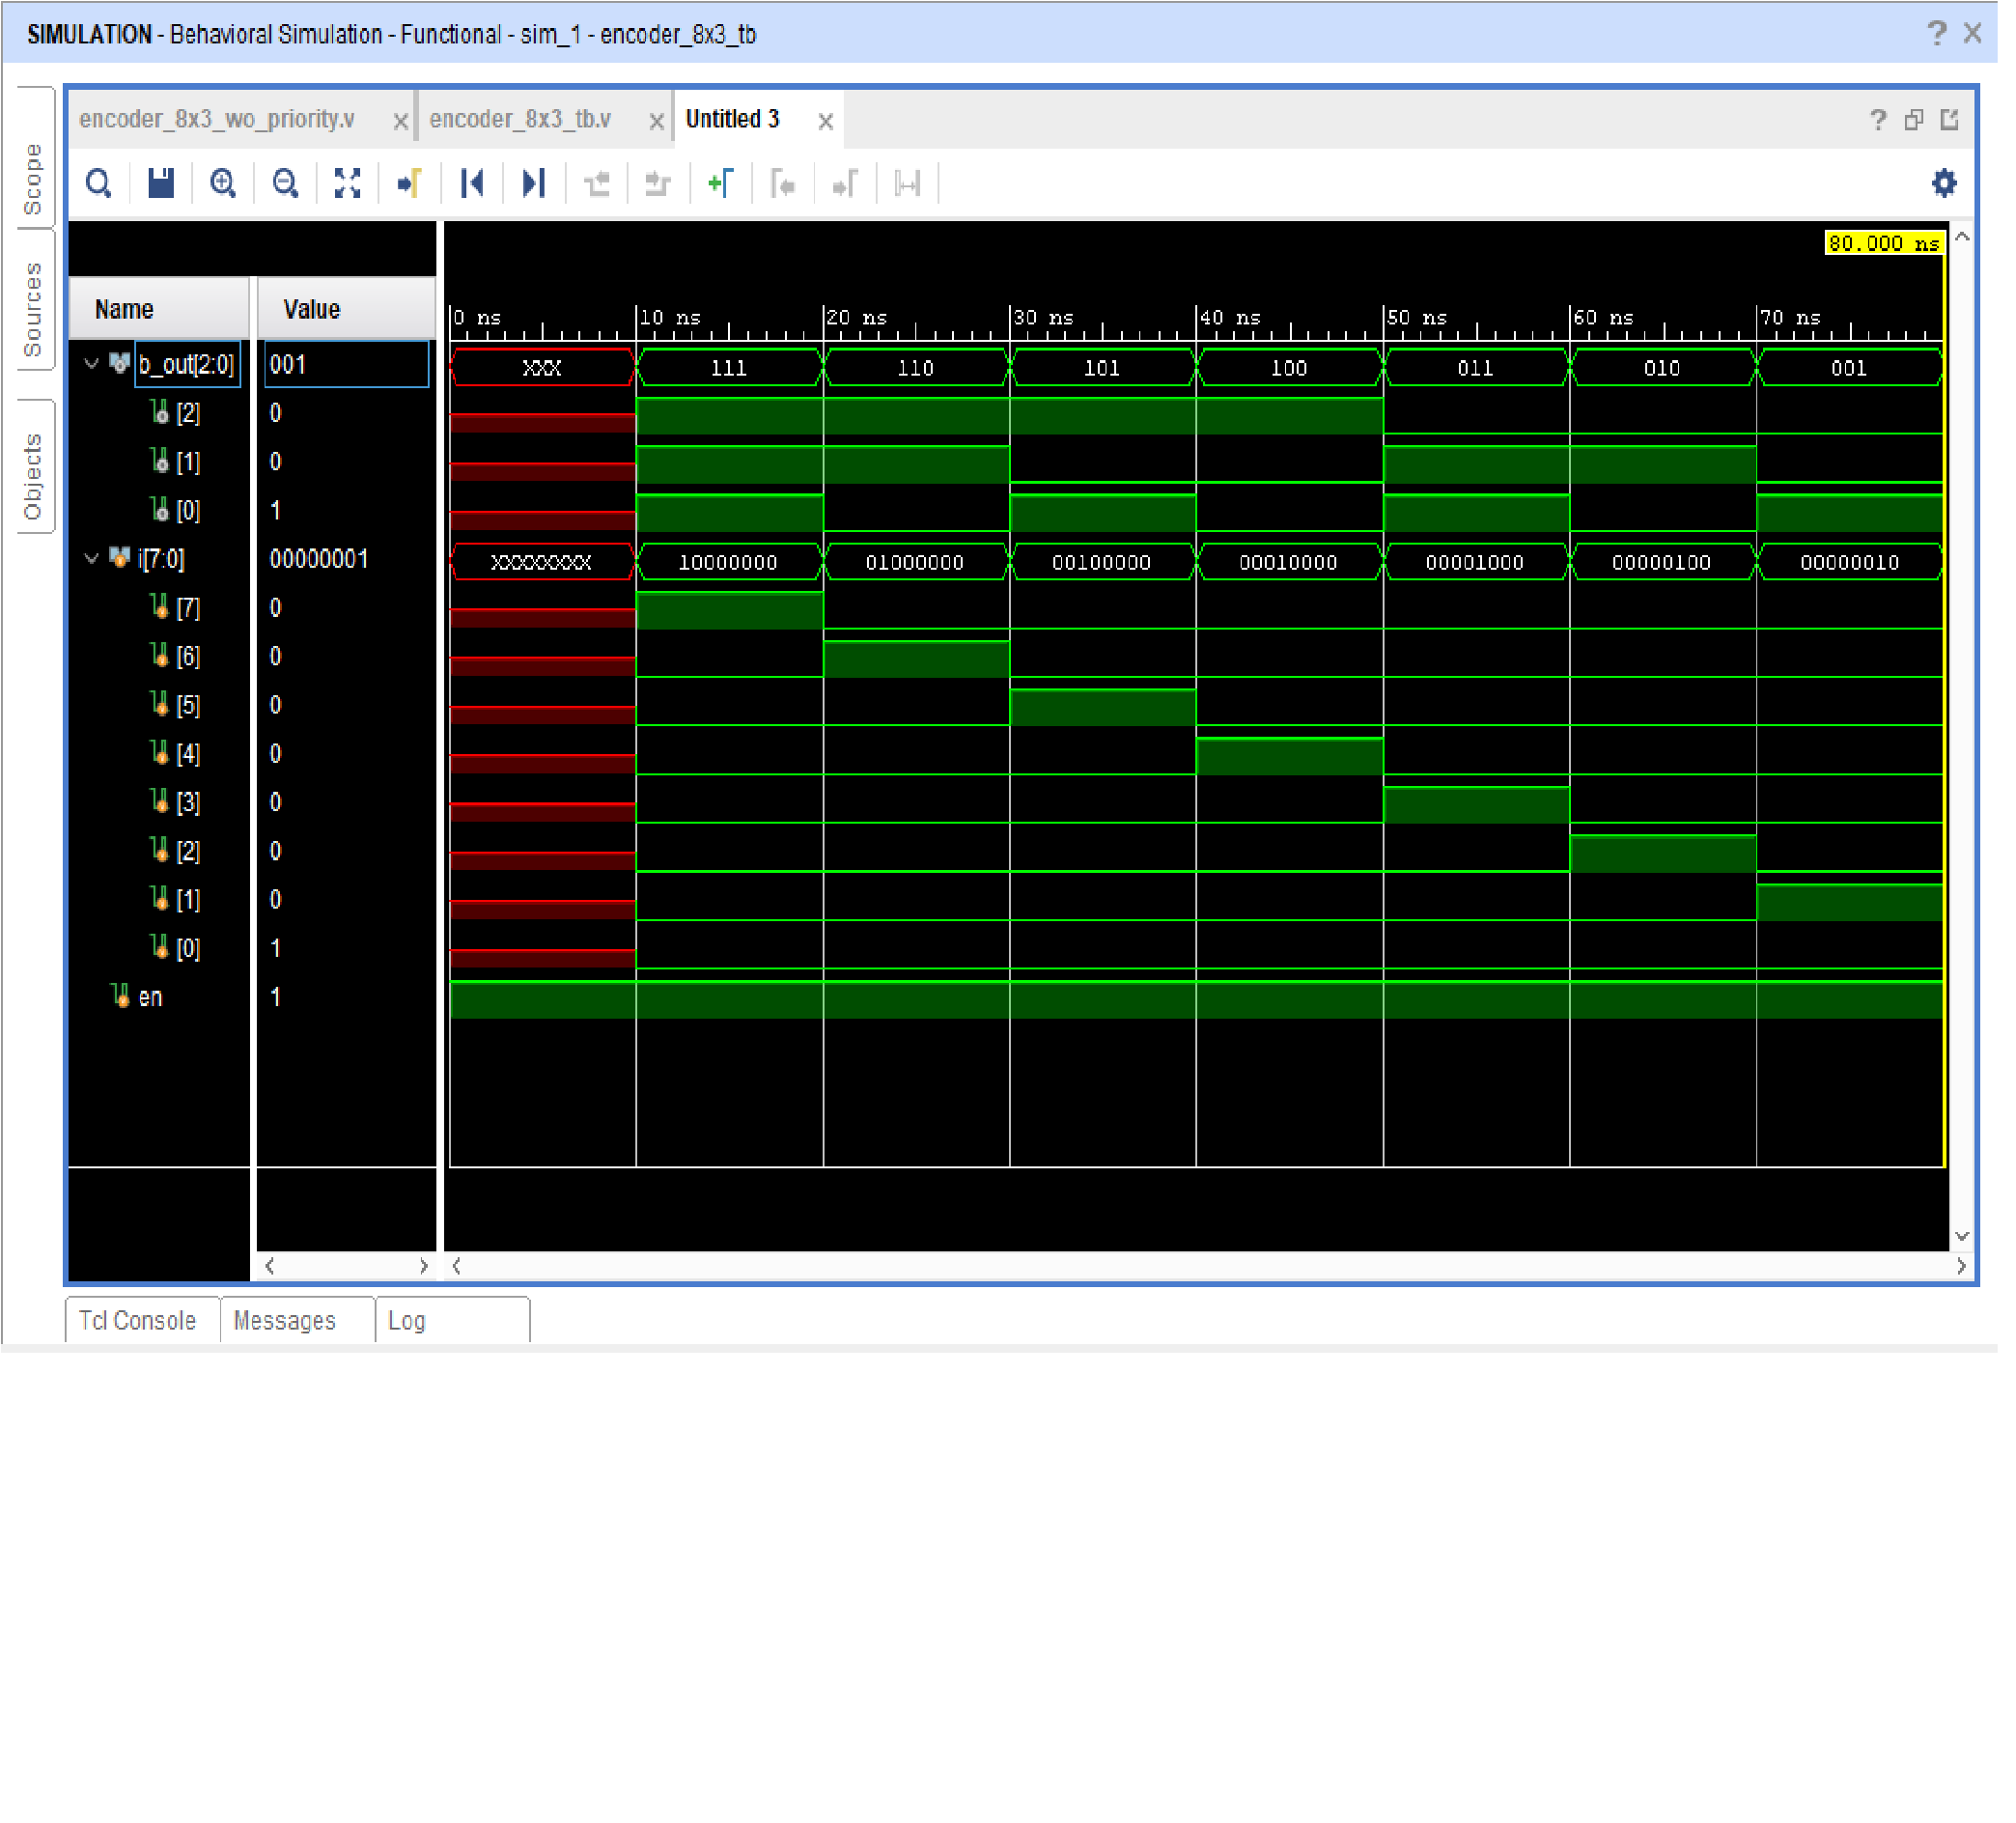 SIMULATION - Behavioral Simulation - Functional - sim_1 - encoder_8x3_tb
Scope
Sources
Objects
encoder_8x3_wo_priority.v encoder_8x3_tb.v Untitled 3
80.000 ns
Name Value
0 ns 10 ns 20 ns 30 ns 40 ns 50 ns 60 ns 70 ns
b_out[2:0] 001 XXX 111 110 101 100 011 010 001
[2] 0
[1] 0
[0] 1
i[7:0] 00000001 XXXXXXXX 10000000 01000000 00100000 00010000 00001000 00000100 00000010
[7] 0
[6] 0
[5] 0
[4] 0
[3] 0
[2] 0
[1] 0
[0] 1
en 1
Tcl Console Messages Log